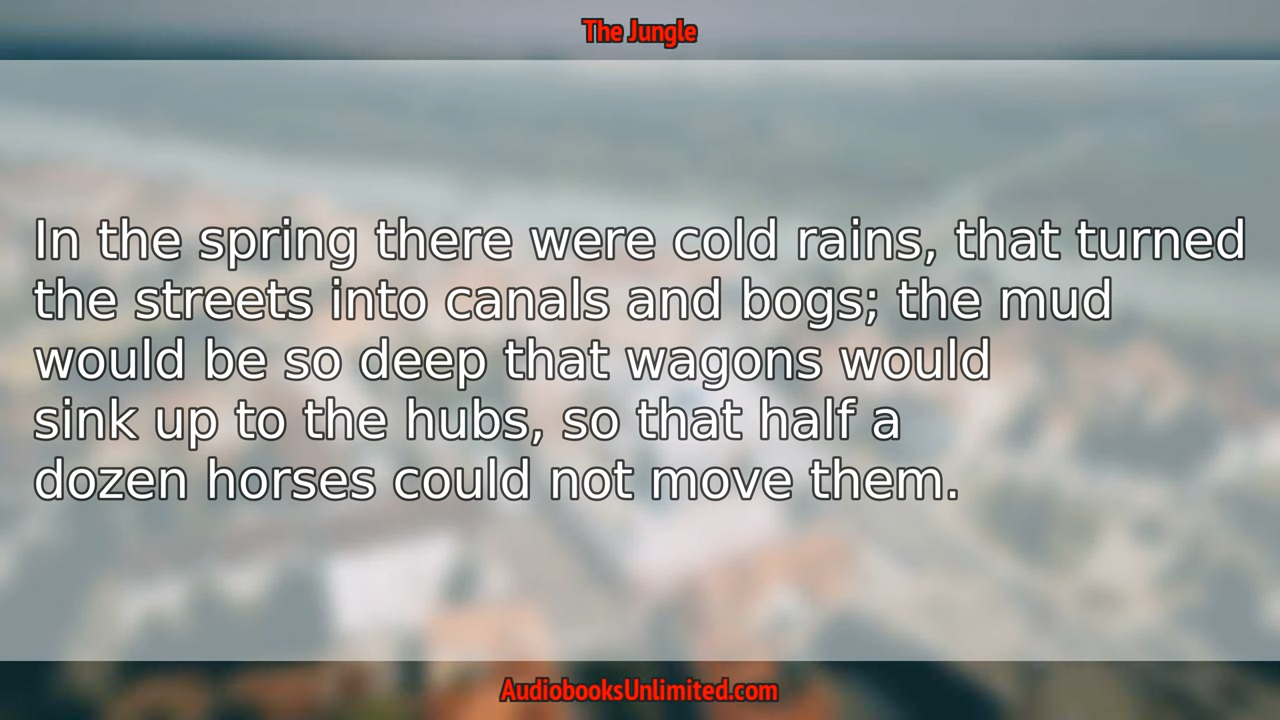 The Jungle
In the spring there were cold rains, that turned
the streets into canals and bogs; the mud
would be so deep that wagons would
sink up to the hubs, so that half a
dozen horses could not move them.
AudiobooksUnlimited.com